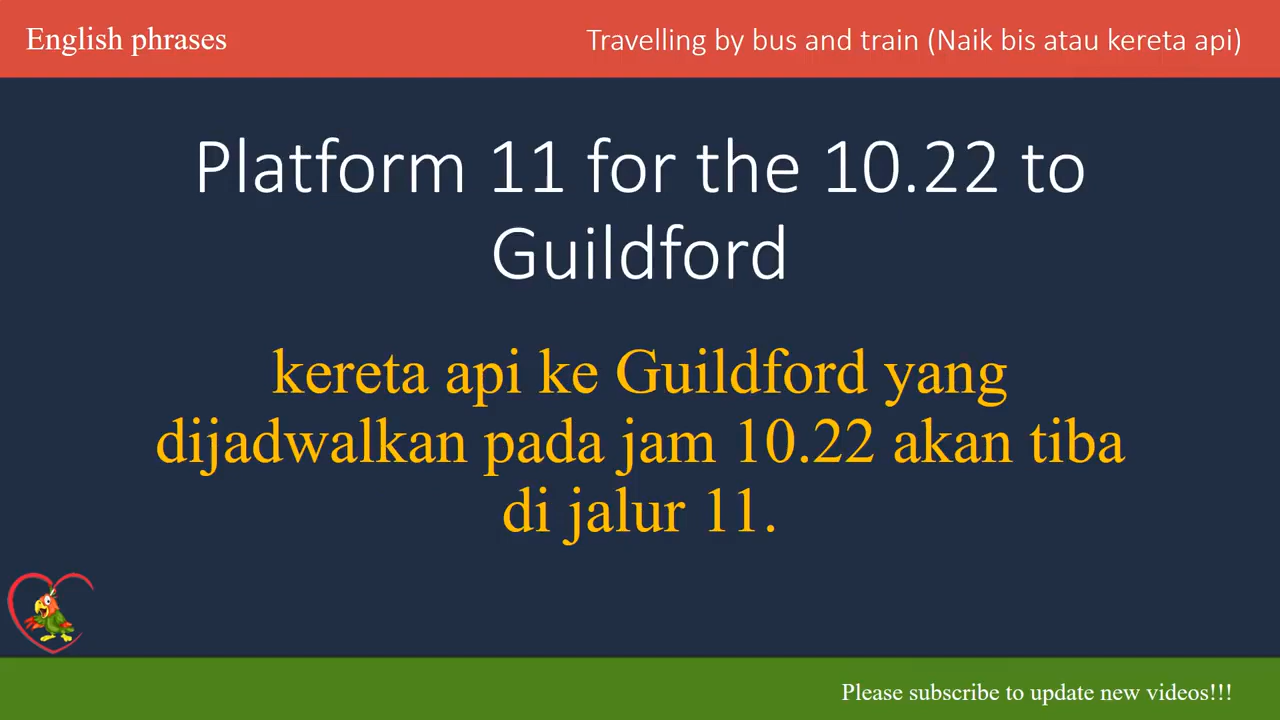 English phrases
Travelling by bus and train (Naik bis atau kereta api)
Platform 11 for the 10.22 to
Guildford
kereta api ke Guildford yang
dijadwalkan pada jam 10.22 akan tiba
di jalur 11.
Please subscribe to update new videos!!!